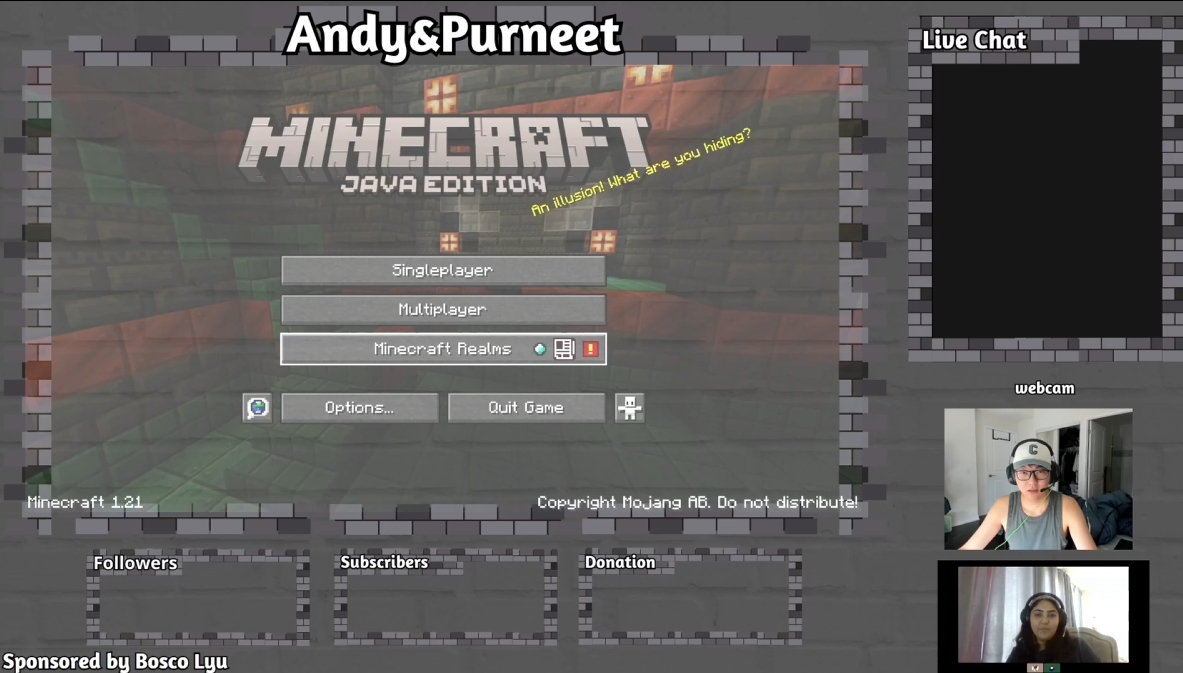 Andy&Purneet
Live Chat
MINECRAFT
JAVA EDITION
An illusion! What are you hiding?
Singleplayer
Multiplayer
Minecraft Realms
Options...
Quit Game
Minecraft 1.21
Copyright Mojang AB. Do not distribute!
webcam
C
Followers
Subscribers
Donation
Sponsored by Bosco Lyu